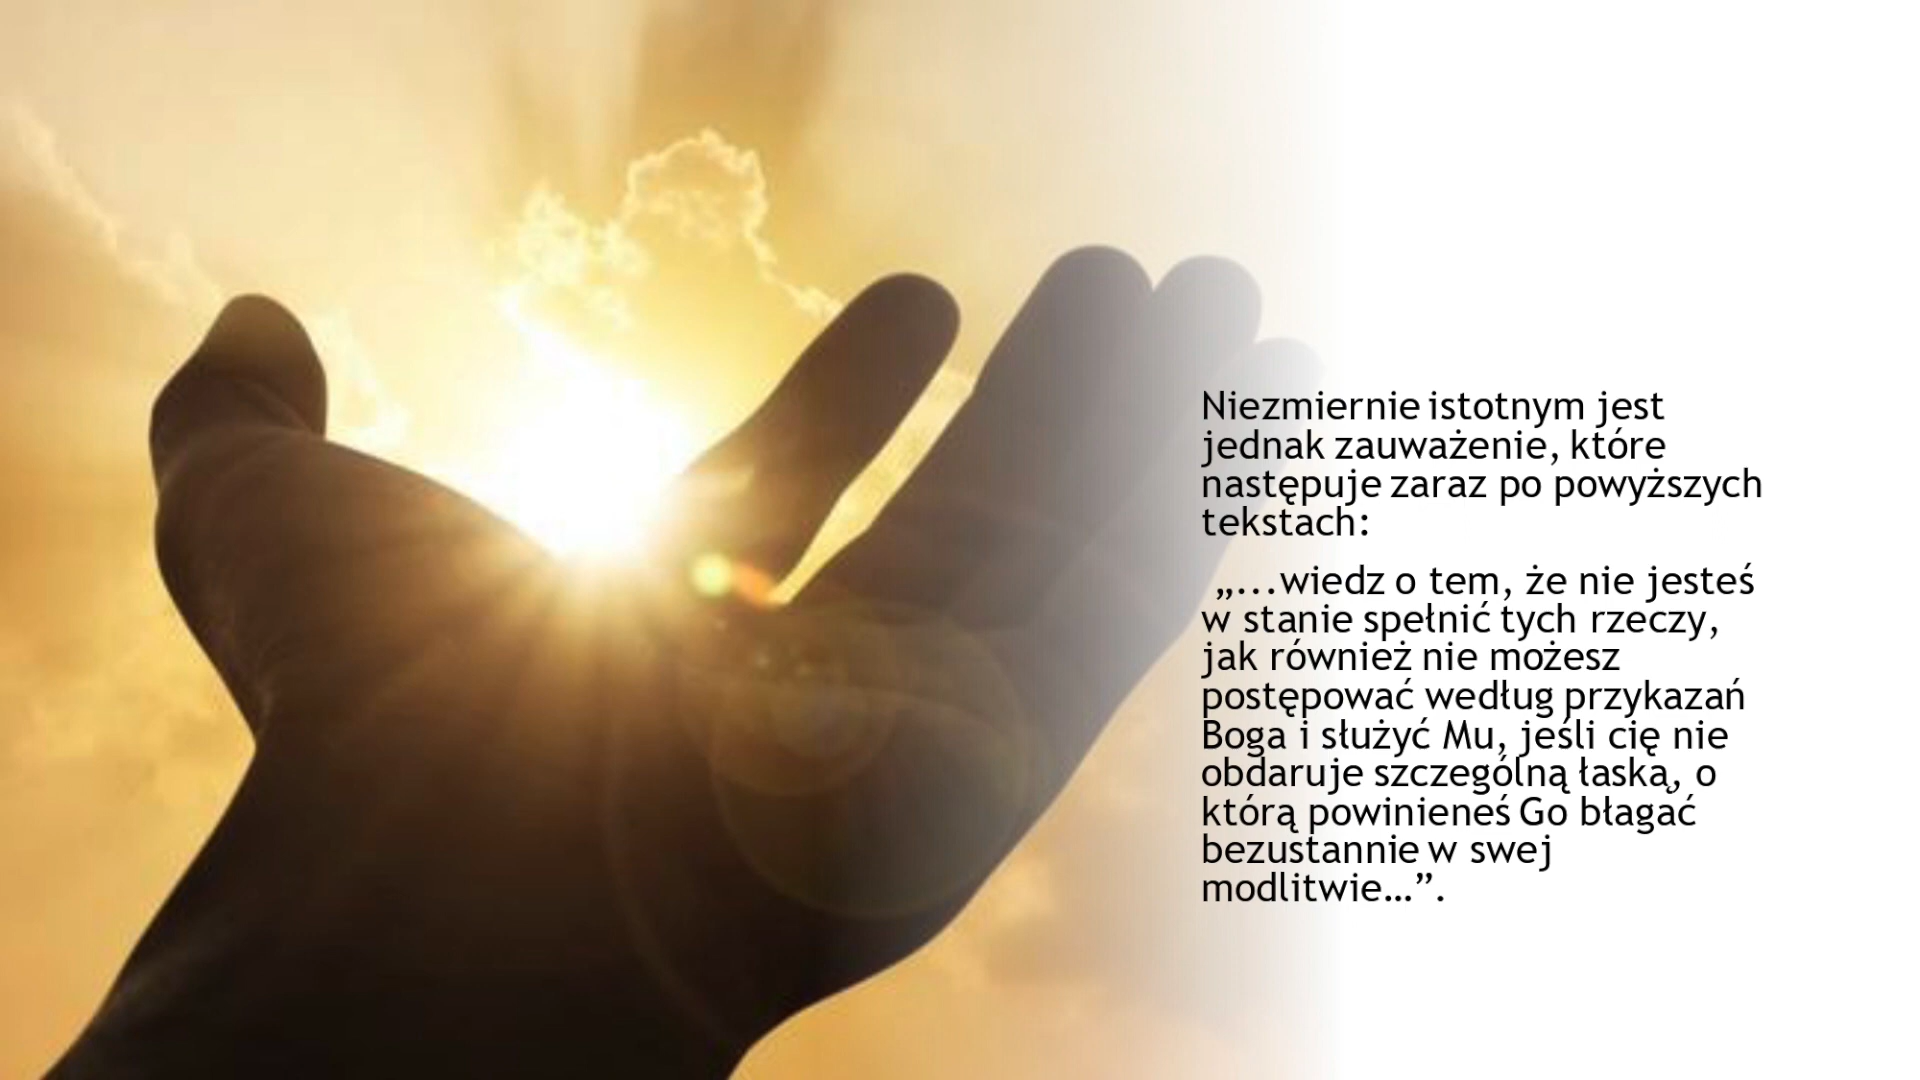 Niezmiernie istotnym jest
jednak zauważenie, które
następuje zaraz po powyższych
tekstach:
„...wiedz o tem, że nie jesteś
w stanie spełnić tych rzeczy,
jak również nie możesz
postępować według przykazań
Boga i służyć Mu, jeśli cię nie
obdaruje szczególną łaską, o
którą powinieneś Go błagać
bezustannie w swej
modlitwie…”.